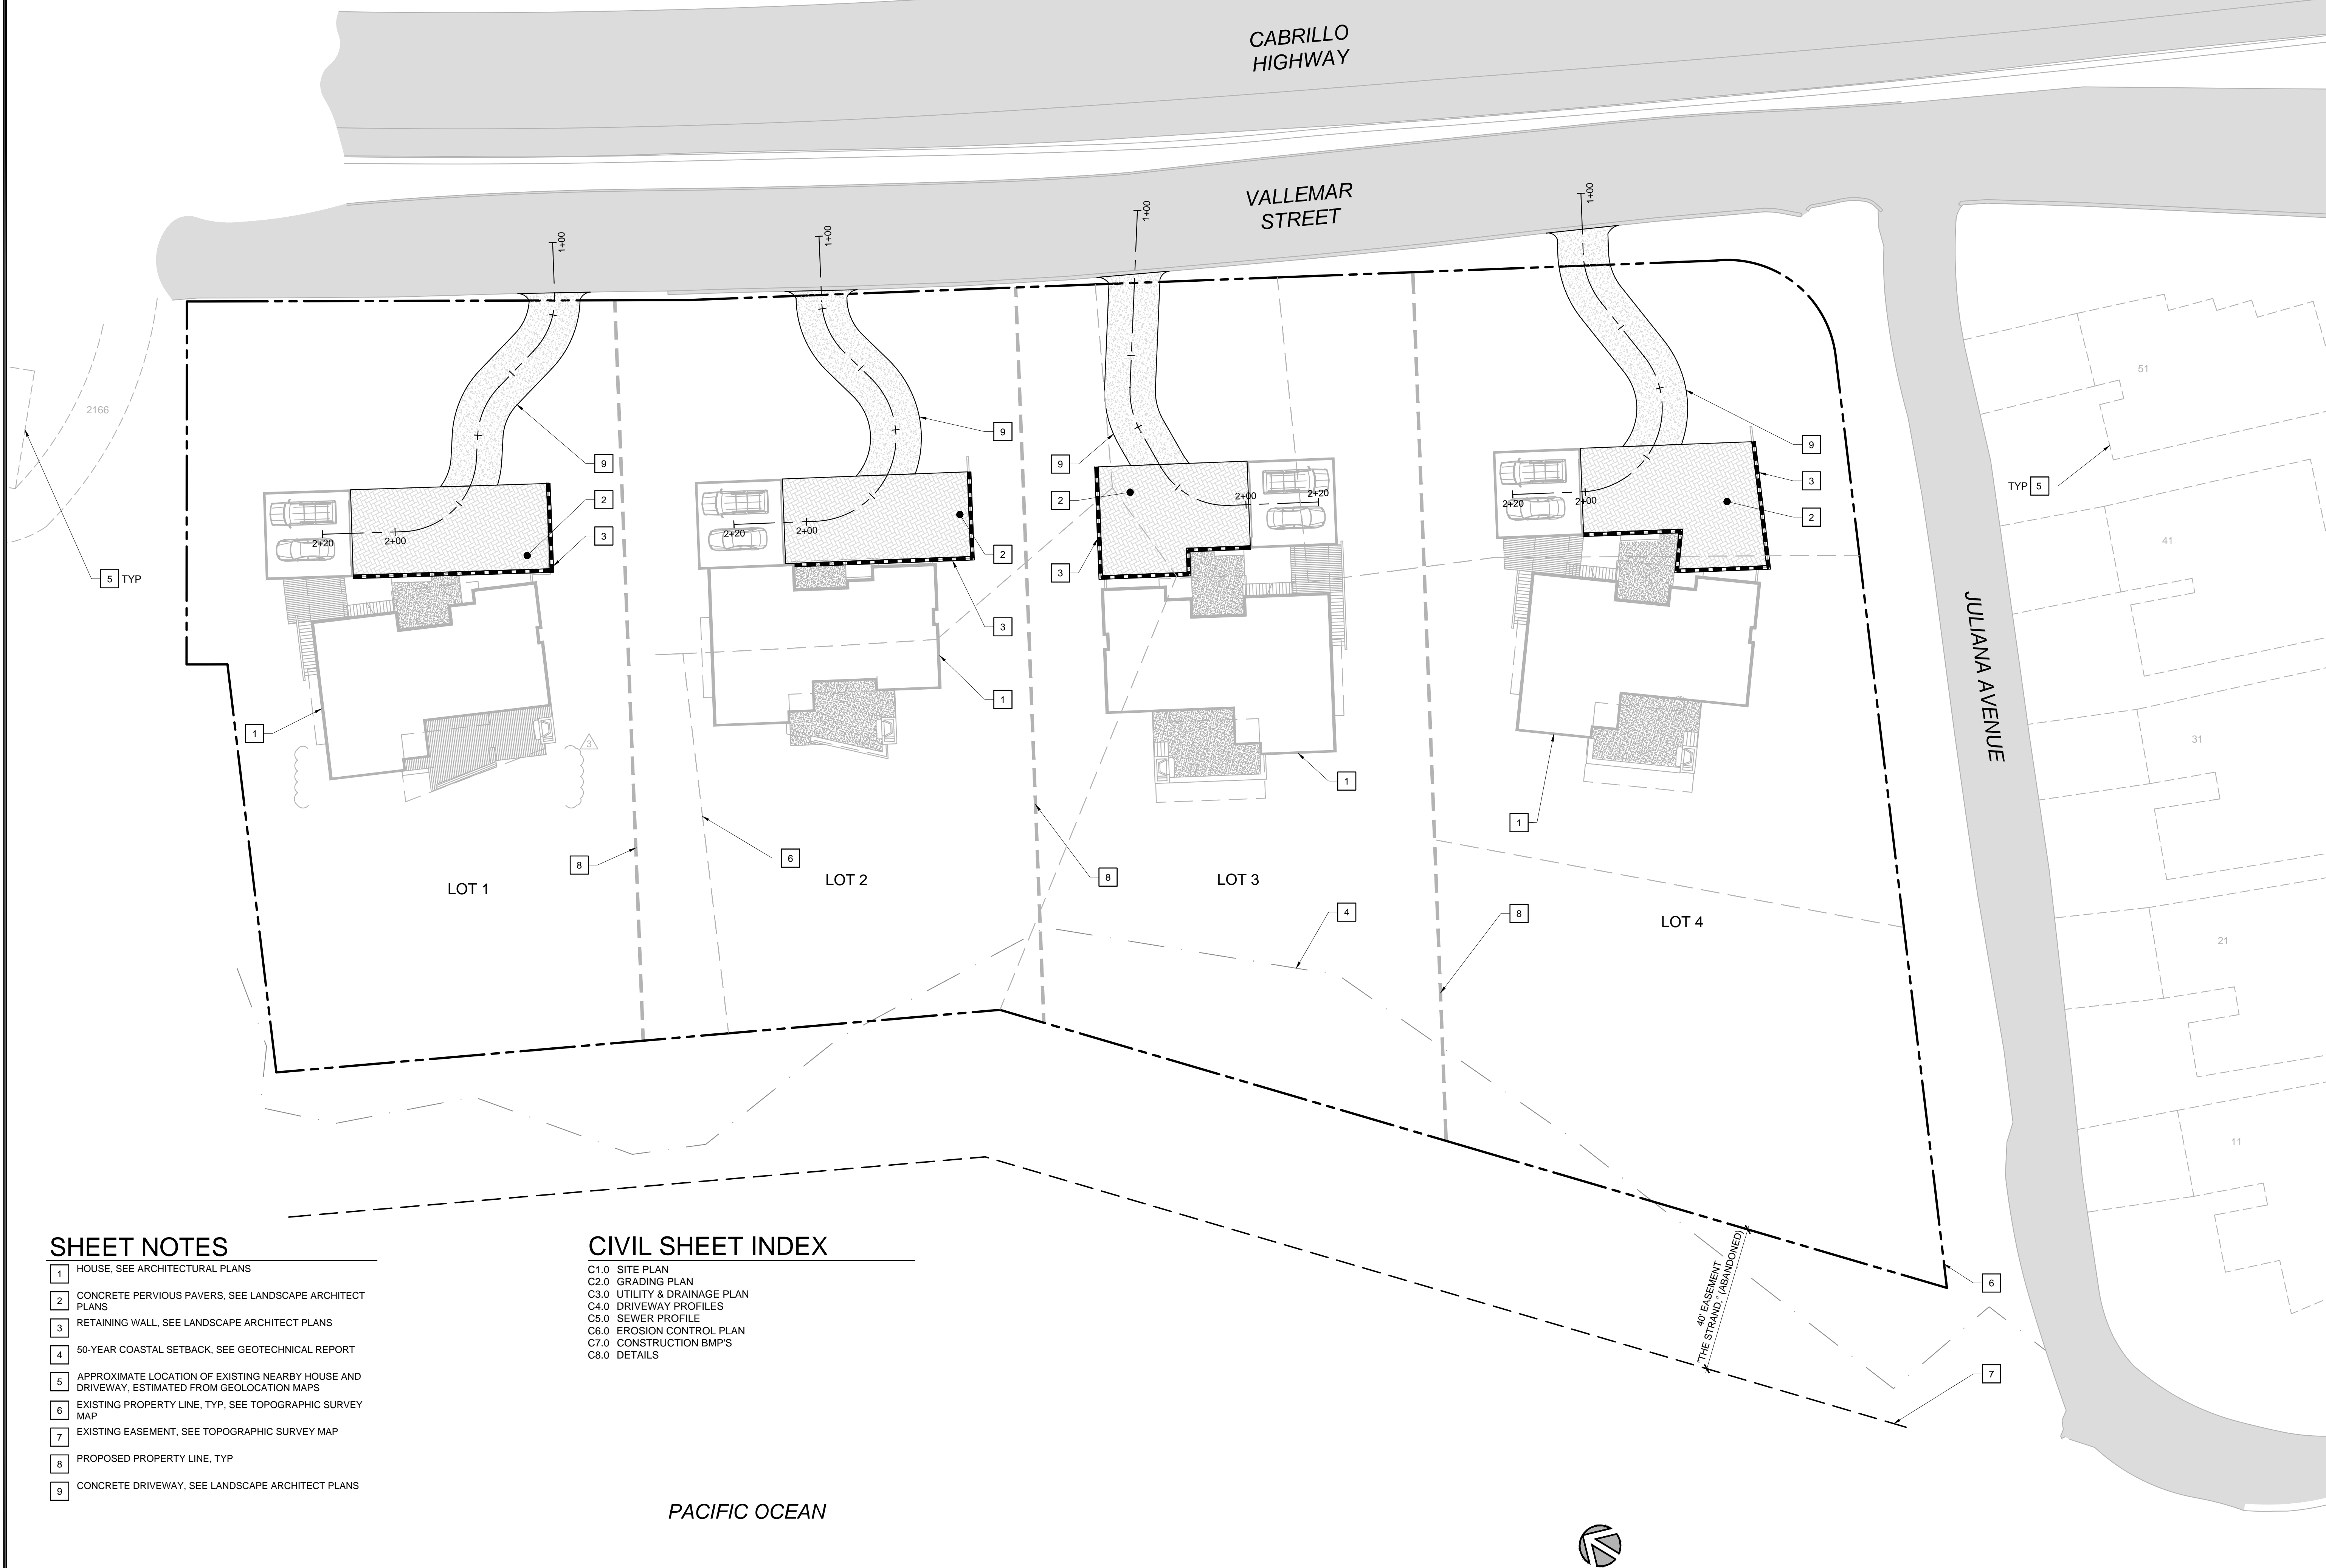 CABRILLO
HIGHWAY
VALLEMAR
STREET
1+00
1+00
1+00
1+00
2166
51
9
9
9
9
2
3
3
2
2+00
2+20
2
2+20
2+00
TYP 5
2+20
2+00
2+20
2+00
2
3
2
3
41
5 TYP
3
JULIANA AVENUE
1
1
3
31
1
1
8
6
8
LOT 1
LOT 2
LOT 3
4
8
LOT 4
21
11
40' EASEMENT
"THE STRAND," (ABANDONED)
6
7
SHEET NOTES
1 HOUSE, SEE ARCHITECTURAL PLANS
2 CONCRETE PERVIOUS PAVERS, SEE LANDSCAPE ARCHITECT
PLANS
3 RETAINING WALL, SEE LANDSCAPE ARCHITECT PLANS
4 50-YEAR COASTAL SETBACK, SEE GEOTECHNICAL REPORT
5 APPROXIMATE LOCATION OF EXISTING NEARBY HOUSE AND
DRIVEWAY, ESTIMATED FROM GEOLOCATION MAPS
6 EXISTING PROPERTY LINE, TYP, SEE TOPOGRAPHIC SURVEY
MAP
7 EXISTING EASEMENT, SEE TOPOGRAPHIC SURVEY MAP
8 PROPOSED PROPERTY LINE, TYP
9 CONCRETE DRIVEWAY, SEE LANDSCAPE ARCHITECT PLANS
CIVIL SHEET INDEX
C1.0 SITE PLAN
C2.0 GRADING PLAN
C3.0 UTILITY & DRAINAGE PLAN
C4.0 DRIVEWAY PROFILES
C5.0 SEWER PROFILE
C6.0 EROSION CONTROL PLAN
C7.0 CONSTRUCTION BMP'S
C8.0 DETAILS
PACIFIC OCEAN